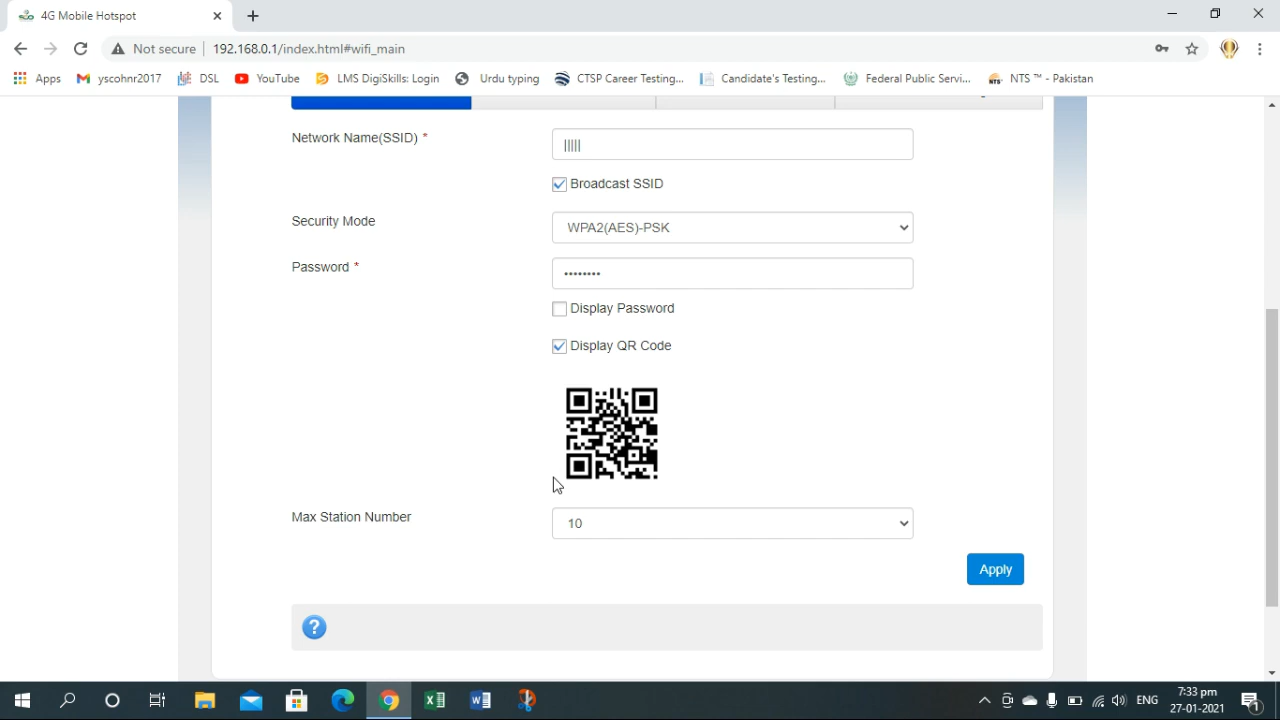 4G Mobile Hotspot
Not secure
192.168.0.1/index.html#wifi_main
Apps
yscohnr2017
DSL
YouTube
LMS DigiSkills: Login
Urdu typing
CTSP Career Testing...
Candidate's Testing...
Federal Public Servi...
NTS ™ - Pakistan
Network Name(SSID) *
|||||
Broadcast SSID
Security Mode
WPA2(AES)-PSK
Password *
••••••••
Display Password
Display QR Code
Max Station Number
10
Apply
?
ENG
7:33 pm
27-01-2021
1